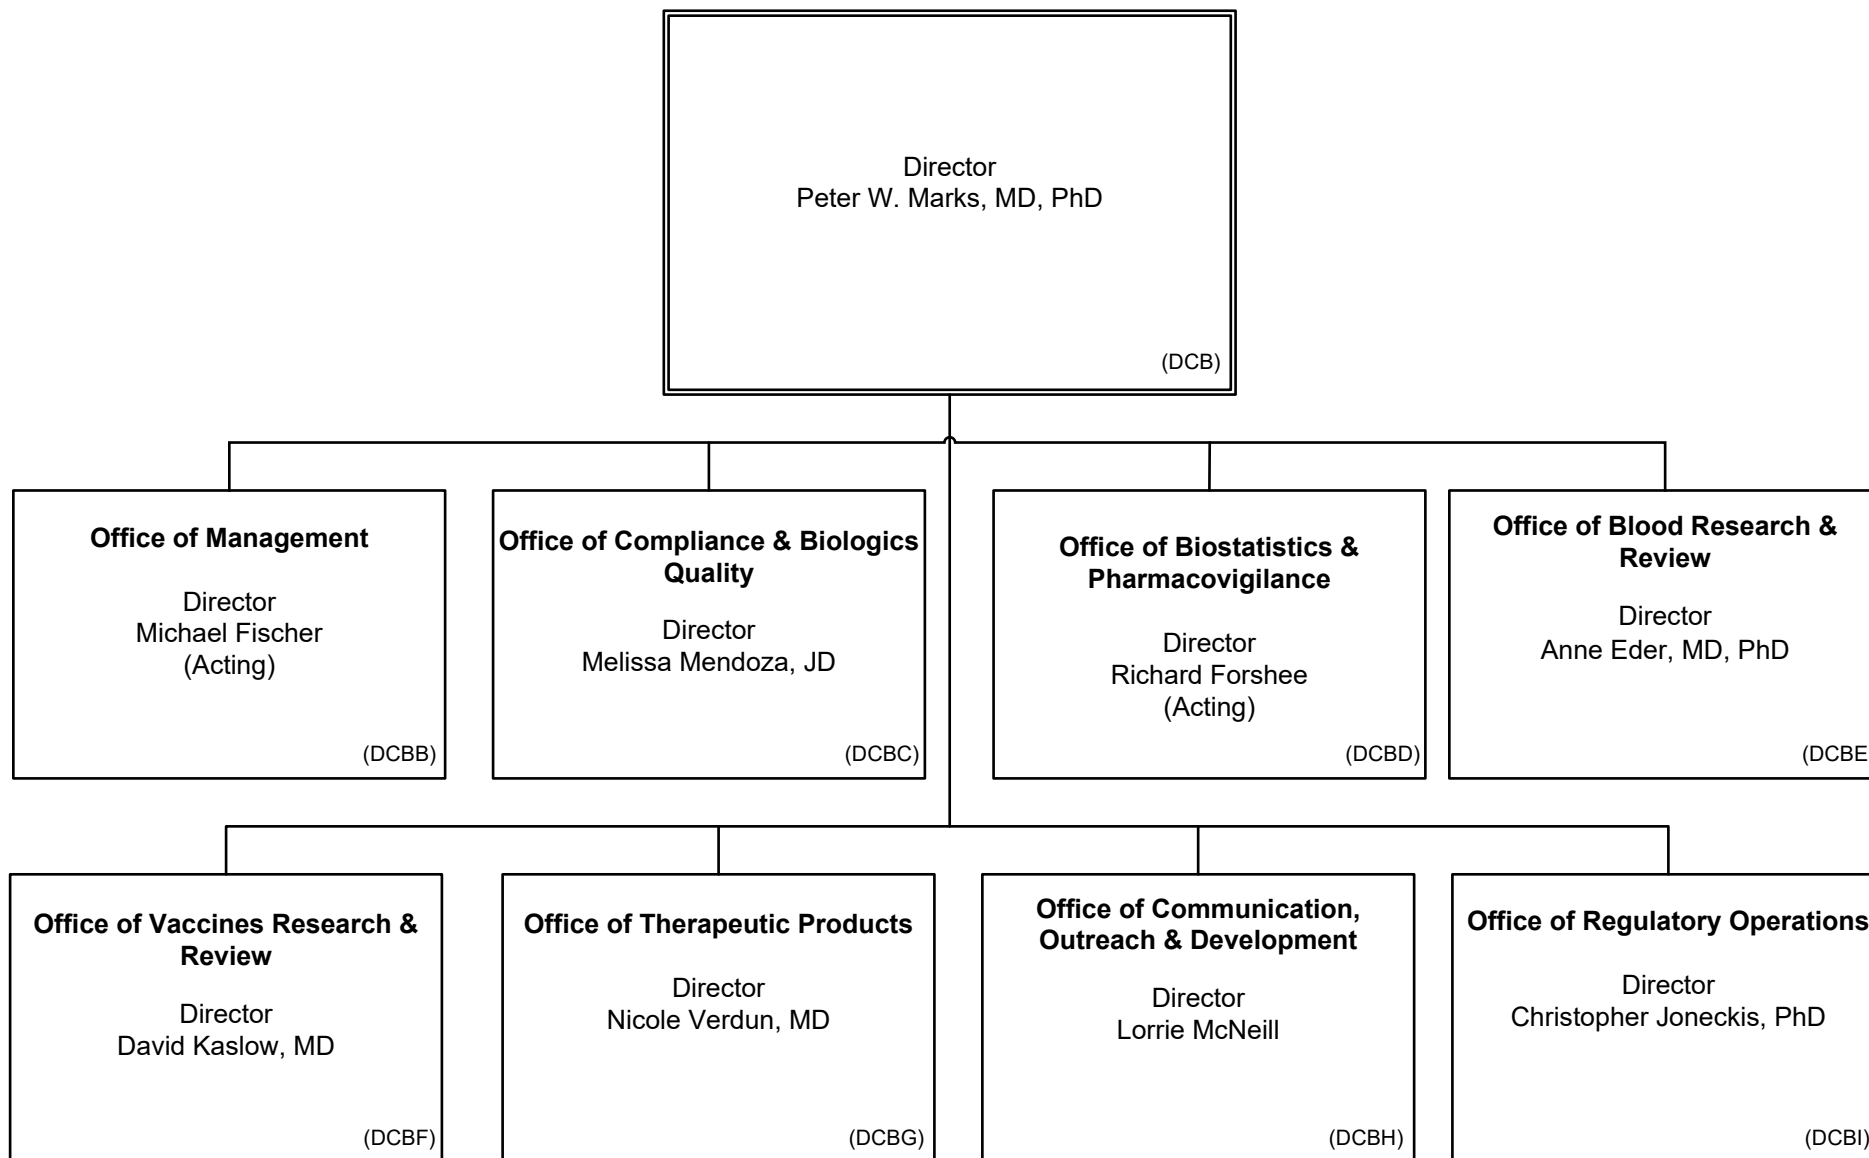 Director
Peter W. Marks, MD, PhD
(DCB)
Office of Management
Director
Michael Fischer
(Acting)
(DCBB)
Office of Compliance & Biologics
Quality
Director
Melissa Mendoza, JD
(DCBC)
Office of Biostatistics &
Pharmacovigilance
Director
Richard Forshee
(Acting)
(DCBD)
Office of Blood Research &
Review
Director
Anne Eder, MD, PhD
(DCBE
Office of Vaccines Research &
Review
Director
David Kaslow, MD
(DCBF)
Office of Therapeutic Products
Director
Nicole Verdun, MD
(DCBG)
Office of Communication,
Outreach & Development
Director
Lorrie McNeill
(DCBH)
Office of Regulatory Operations
Director
Christopher Joneckis, PhD
(DCBI)